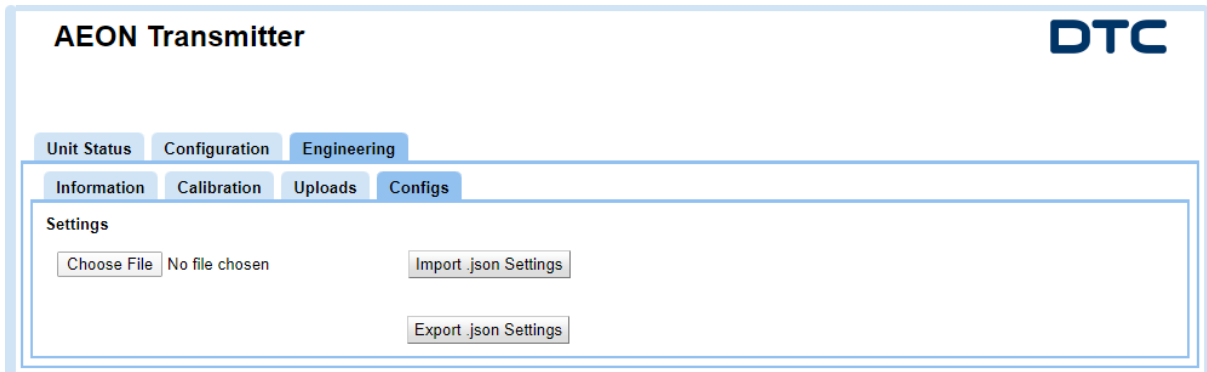 AEON Transmitter
DTC
Unit Status Configuration Engineering
Information Calibration Uploads Configs
Settings
Choose File No file chosen Import .json Settings
Export .json Settings